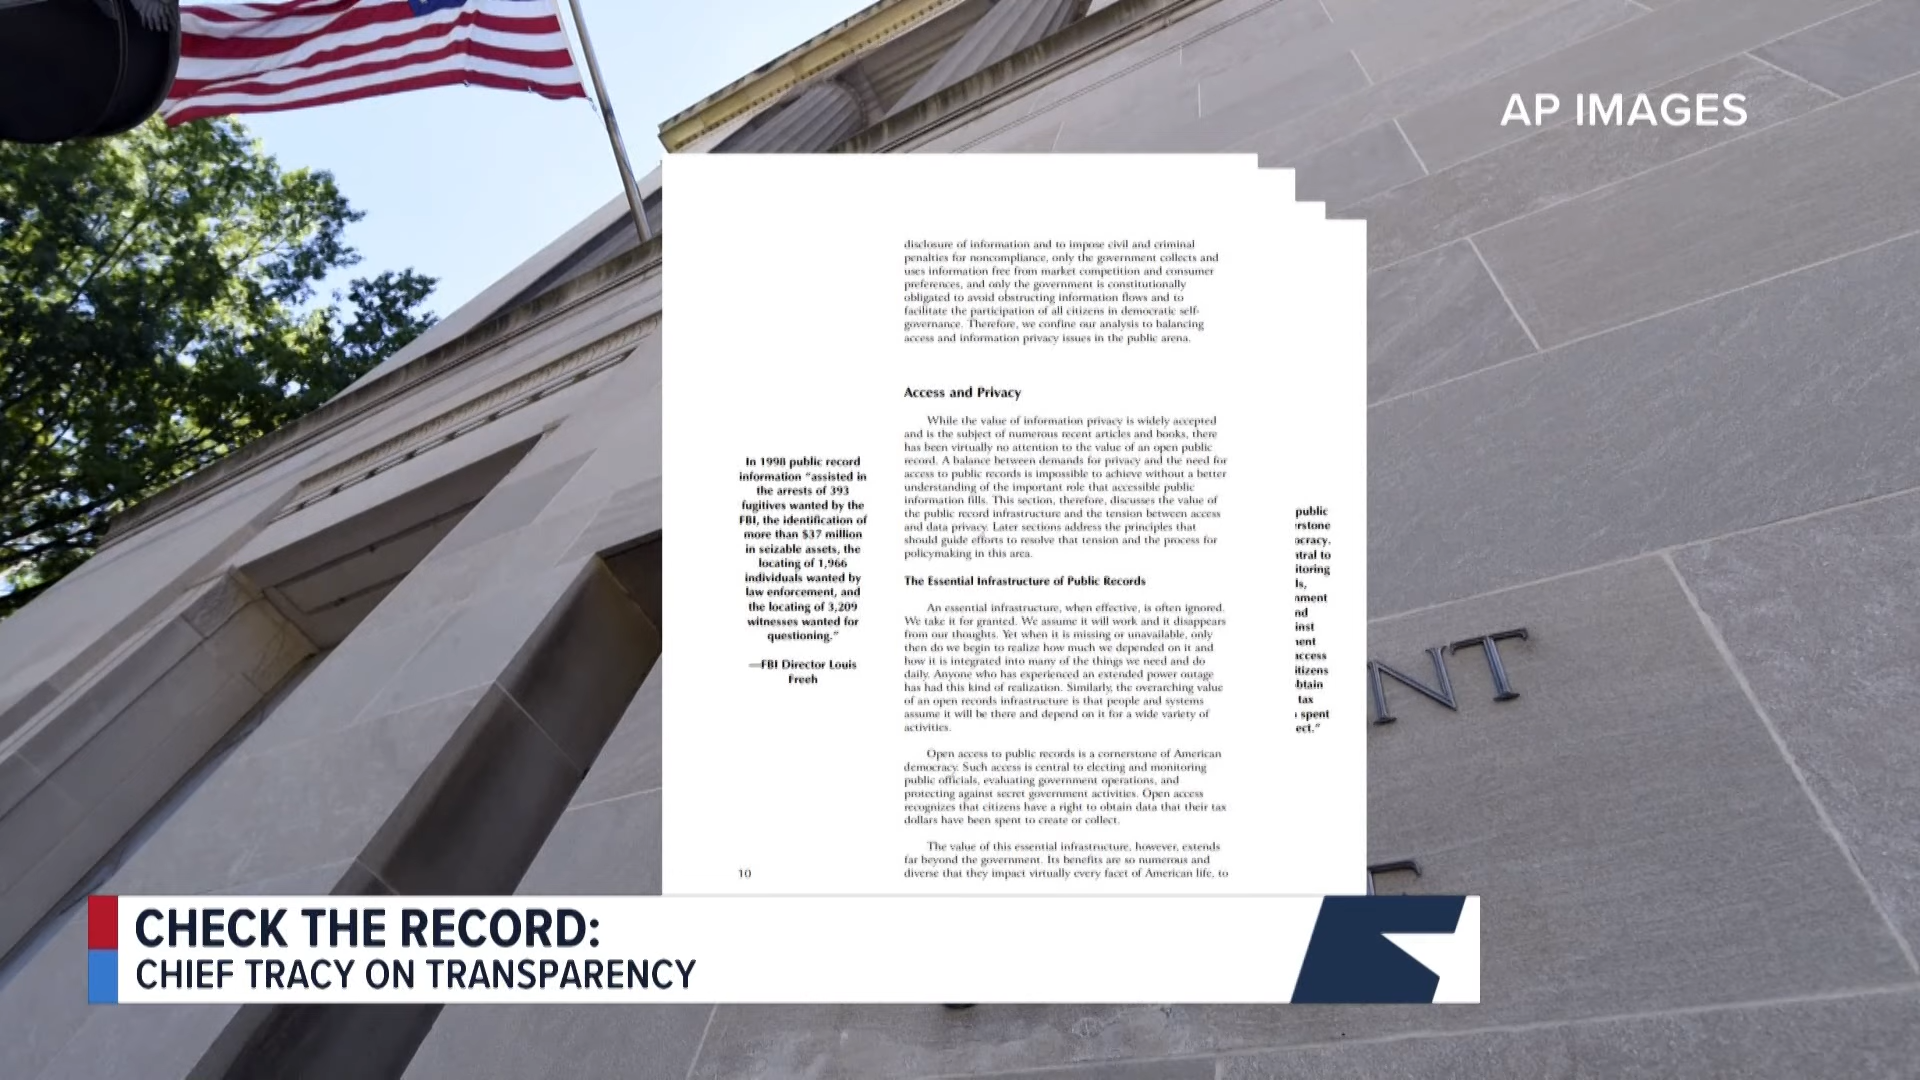 AP IMAGES
disclosure of information and to impose civil and criminal
penalties for noncompliance, only the government collects and
uses information free from market competition and consumer
preferences, and only the government is constitutionally
obligated to avoid obstructing information flows and to
facilitate the participation of all citizens in democratic self-
governance. Therefore, we confine our analysis to balancing
access and information privacy issues in the public arena.
Access and Privacy
While the value of information privacy is widely accepted
and is the subject of numerous recent articles and books, there
has been virtually no attention to the value of an open public
record. A balance between demands for privacy and the need for
access to public records is impossible to achieve without a better
understanding of the important role that accessible public
information fills. This section, therefore, discusses the value of
the public record infrastructure and the tension between access
and data privacy. Later sections address the principles that
should guide efforts to resolve that tension and the process for
policymaking in this area.
The Essential Infrastructure of Public Records
An essential infrastructure, when effective, is often ignored.
We take it for granted. We assume it will work and it disappears
from our thoughts. Yet when it is missing or unavailable, only
then do we begin to realize how much we depended on it and
how it is integrated into many of the things we need and do
daily. Anyone who has experienced an extended power outage
has had this kind of realization. Similarly, the overarching value
of an open records infrastructure is that people and systems
assume it will be there and depend on it for a wide variety of
activities.
Open access to public records is a cornerstone of American
democracy. Such access is central to electing and monitoring
public officials, evaluating government operations, and
protecting against secret government activities. Open access
recognizes that citizens have a right to obtain data that their tax
dollars have been spent to create or collect.
The value of this essential infrastructure, however, extends
far beyond the government. Its benefits are so numerous and
diverse that they impact virtually every facet of American life, to
In 1998 public record
information "assisted in
the arrests of 393
fugitives wanted by the
FBI, the identification of
more than $37 million
in seizable assets, the
locating of 1,966
individuals wanted by
law enforcement, and
the locating of 3,209
witnesses wanted for
questioning."
—FBI Director Louis
Freeh
10
public
rstone
ocracy.
ntral to
itoring
ls,
nment
nd
inst
ent
access
itizens
btain
tax
spent
ect."
NT
CHECK THE RECORD:
CHIEF TRACY ON TRANSPARENCY